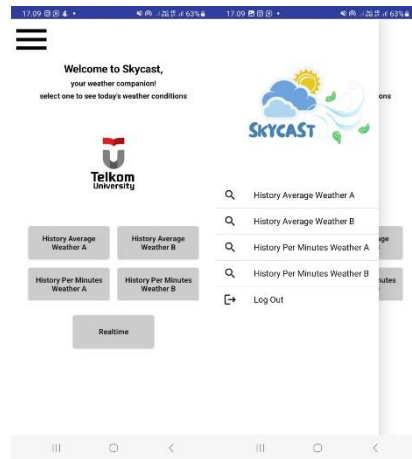 17.09
63%
Welcome to Skycast,
your weather companion!
select one to see today's weather conditions
Telkom
University
History Average
Weather A
History Average
Weather B
History Per Minutes
Weather A
History Per Minutes
Weather B
Realtime
17.09
63%
ons
SKYCAST
History Average Weather A
History Average Weather B
History Per Minutes Weather A
History Per Minutes Weather B
Log Out
age
nutes